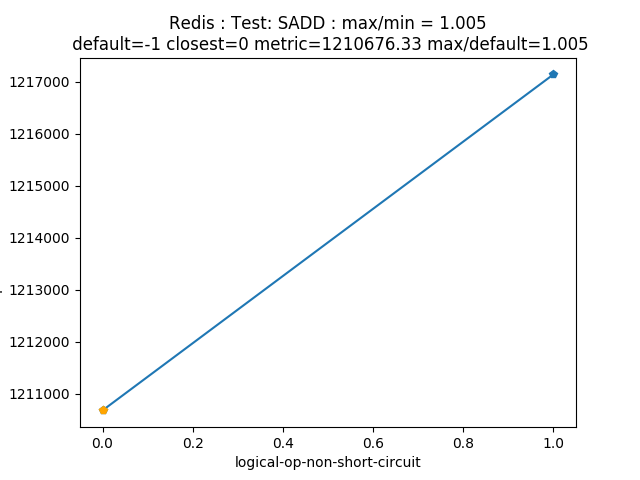 Redis : Test: SADD : max/min = 1.005
default=-1 closest=0 metric=1210676.33 max/default=1.005
1217000
1216000
1215000
1214000
1213000
1212000
1211000
0.0 0.2 0.4 0.6 0.8 1.0
logical-op-non-short-circuit